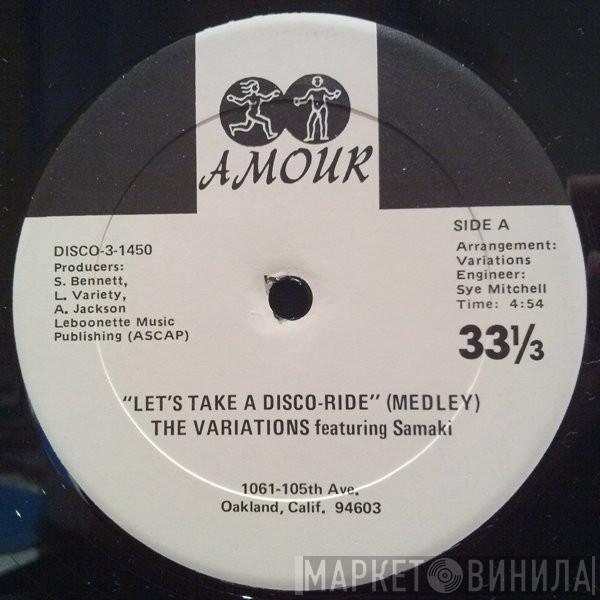 AMOUR
DISCO-3-1450
Producers:
S. Bennett,
L. Variety,
A. Jackson
Leboonette Music
Publishing (ASCAP)
SIDE A
Arrangement:
Variations
Engineer:
Sye Mitchell
Time: 4:54
33⅓
"LET'S TAKE A DISCO-RIDE" (MEDLEY)
THE VARIATIONS featuring Samaki
1061-105th Ave.
Oakland, Calif. 94603
МАРКЕТ ВИНИЛА